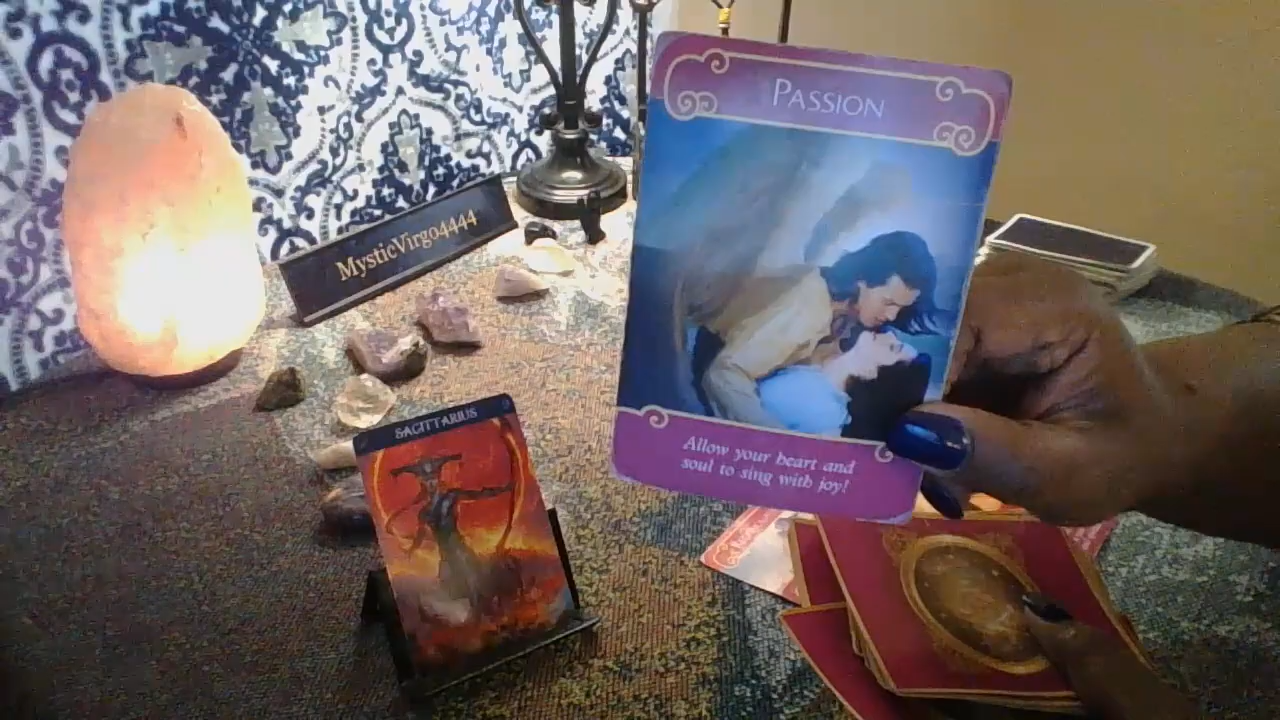 PASSION
MysticVirgo4444
SAGITTARIUS
Allow your heart and
soul to sing with joy!